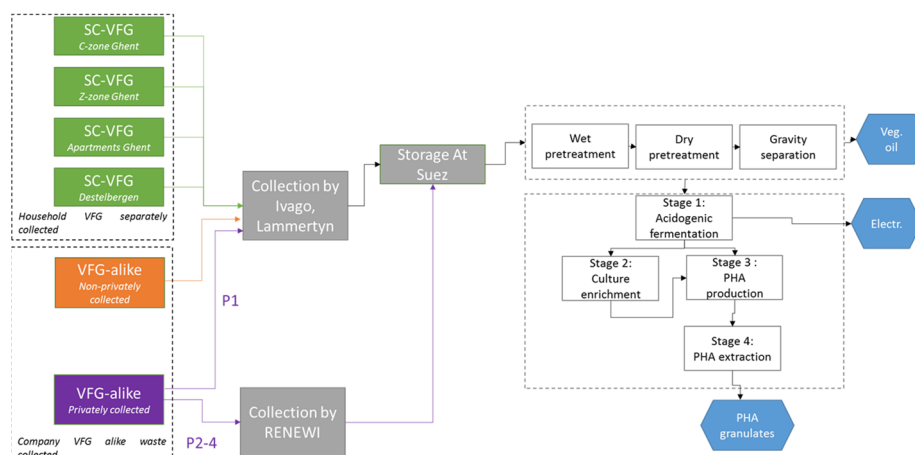 SC-VFG
C-zone Ghent
SC-VFG
Z-zone Ghent
SC-VFG
Apartments Ghent
SC-VFG
Destelbergen
Household VFG separately
collected
VFG-alike
Non-privately
collected
VFG-alike
Privately collected
Company VFG alike waste
collected
P1
P2-4
Collection by
Ivago,
Lammertyn
Collection by
RENEWI
Storage At
Suez
Wet
pretreatment
Dry
pretreatment
Gravity
separation
Veg.
oil
Stage 1:
Acidogenic
fermentation
Electr.
Stage 2:
Culture
enrichment
Stage 3 :
PHA
production
Stage 4:
PHA extraction
PHA
granulates